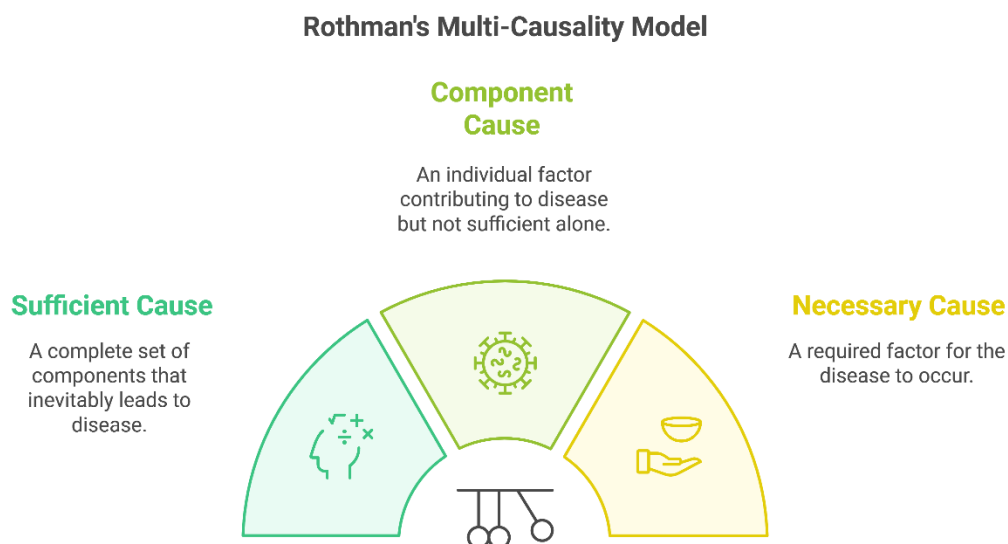 Rothman's Multi-Causality Model
Component
Cause
An individual factor
contributing to disease
but not sufficient alone.
Sufficient Cause
A complete set of
components that
inevitably leads to
disease.
Necessary Cause
A required factor for the
disease to occur.
√ +
÷ ×